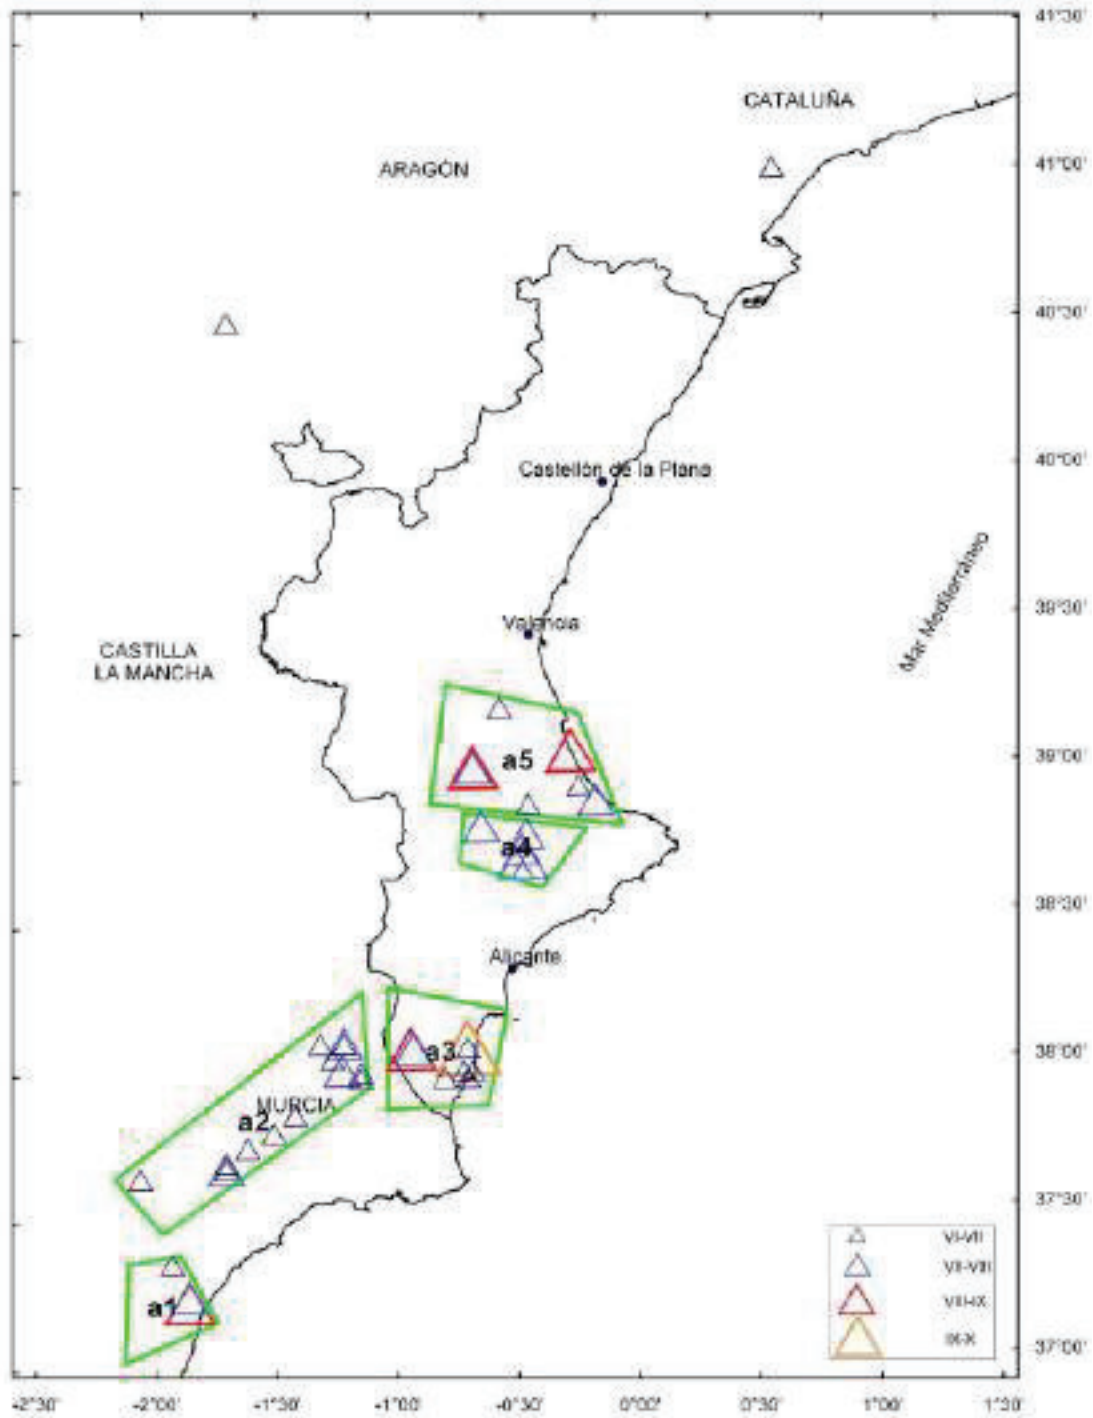 41°30'
CATALUÑA
ARAGÓN
41°00'
40°30'
Castellón de la Plana
40°00'
Mar Mediterráneo
Valencia
39°30'
CASTILLA
LA MANCHA
a5
39°00'
a4
38°30'
Alicante
a3
38°00'
MURCIA
a2
37°30'
VI-VII
VII-VIII
a1
VIII-IX
IX-X
37°00'
-2°30' -2°00' -1°30' -1°00' -0°30' 0°00' 0°30' 1°00' 1°30'